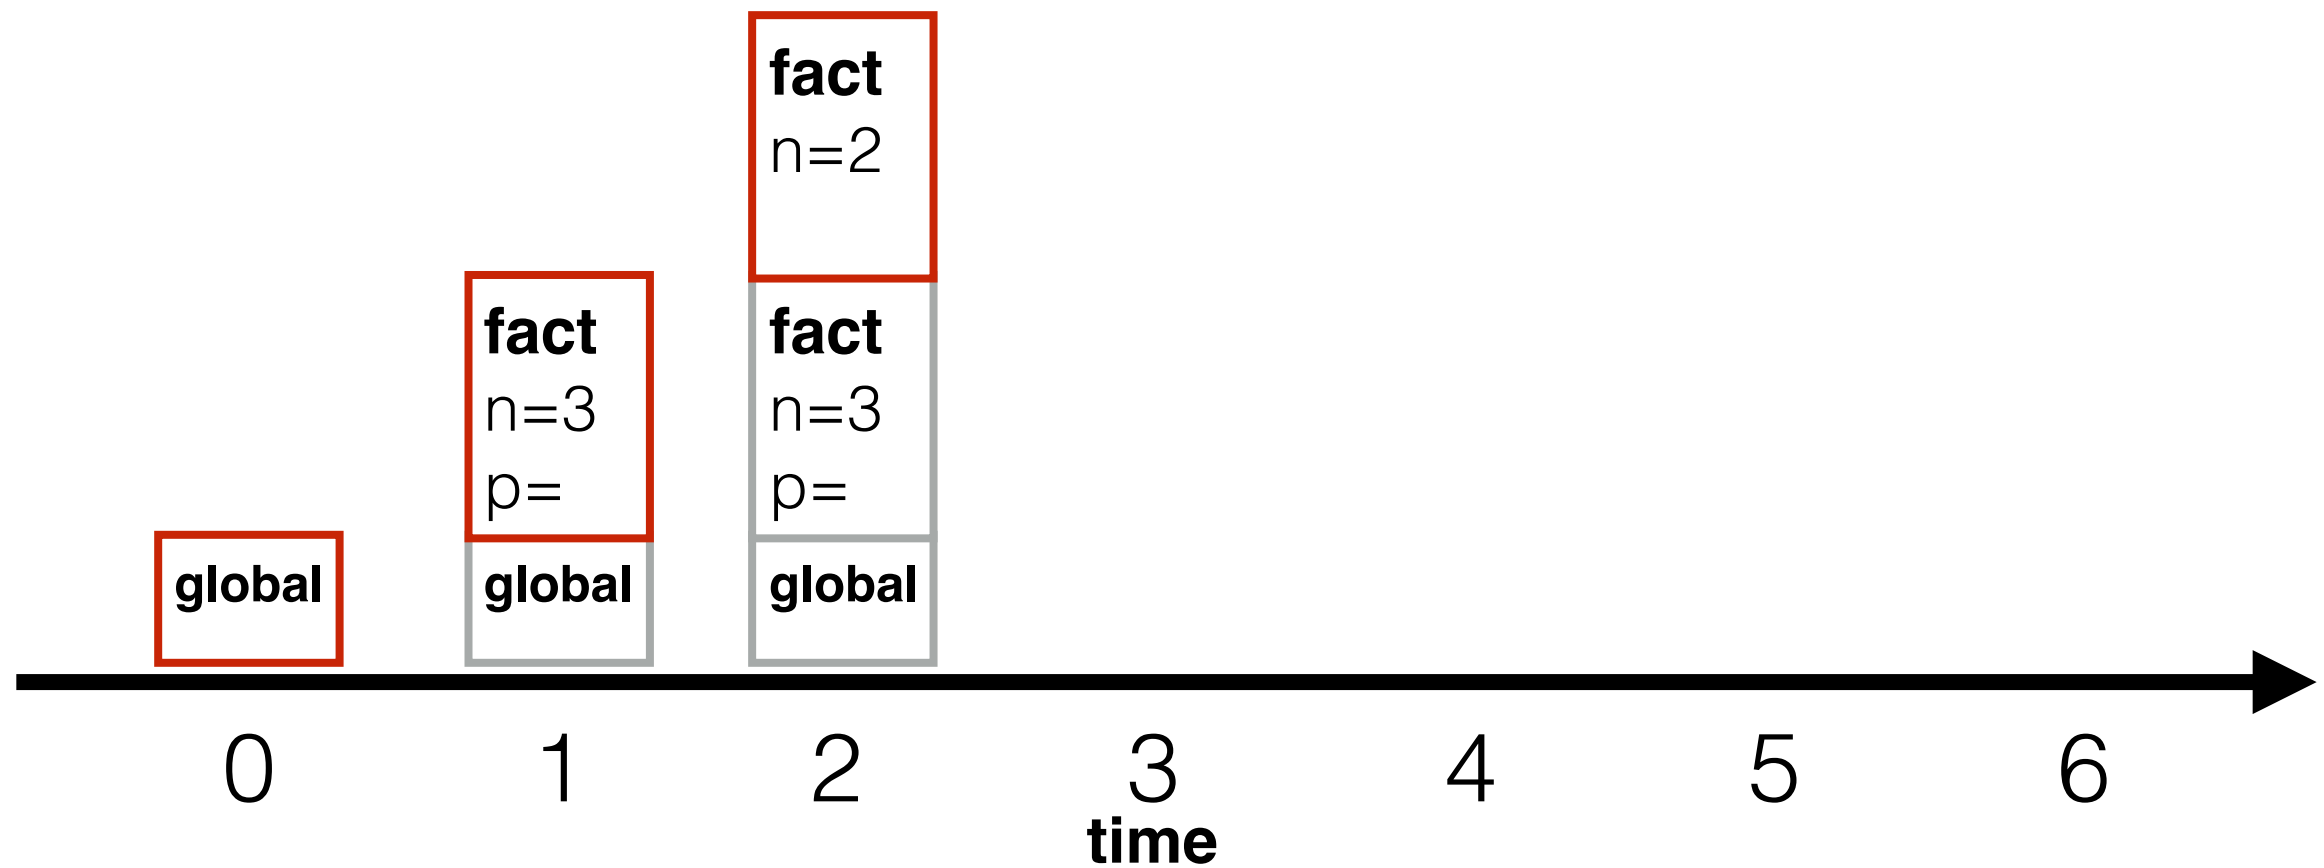 fact
n=2
fact
n=3
p=
fact
n=3
p=
global
global
global
0 1 2 3 4 5 6
time